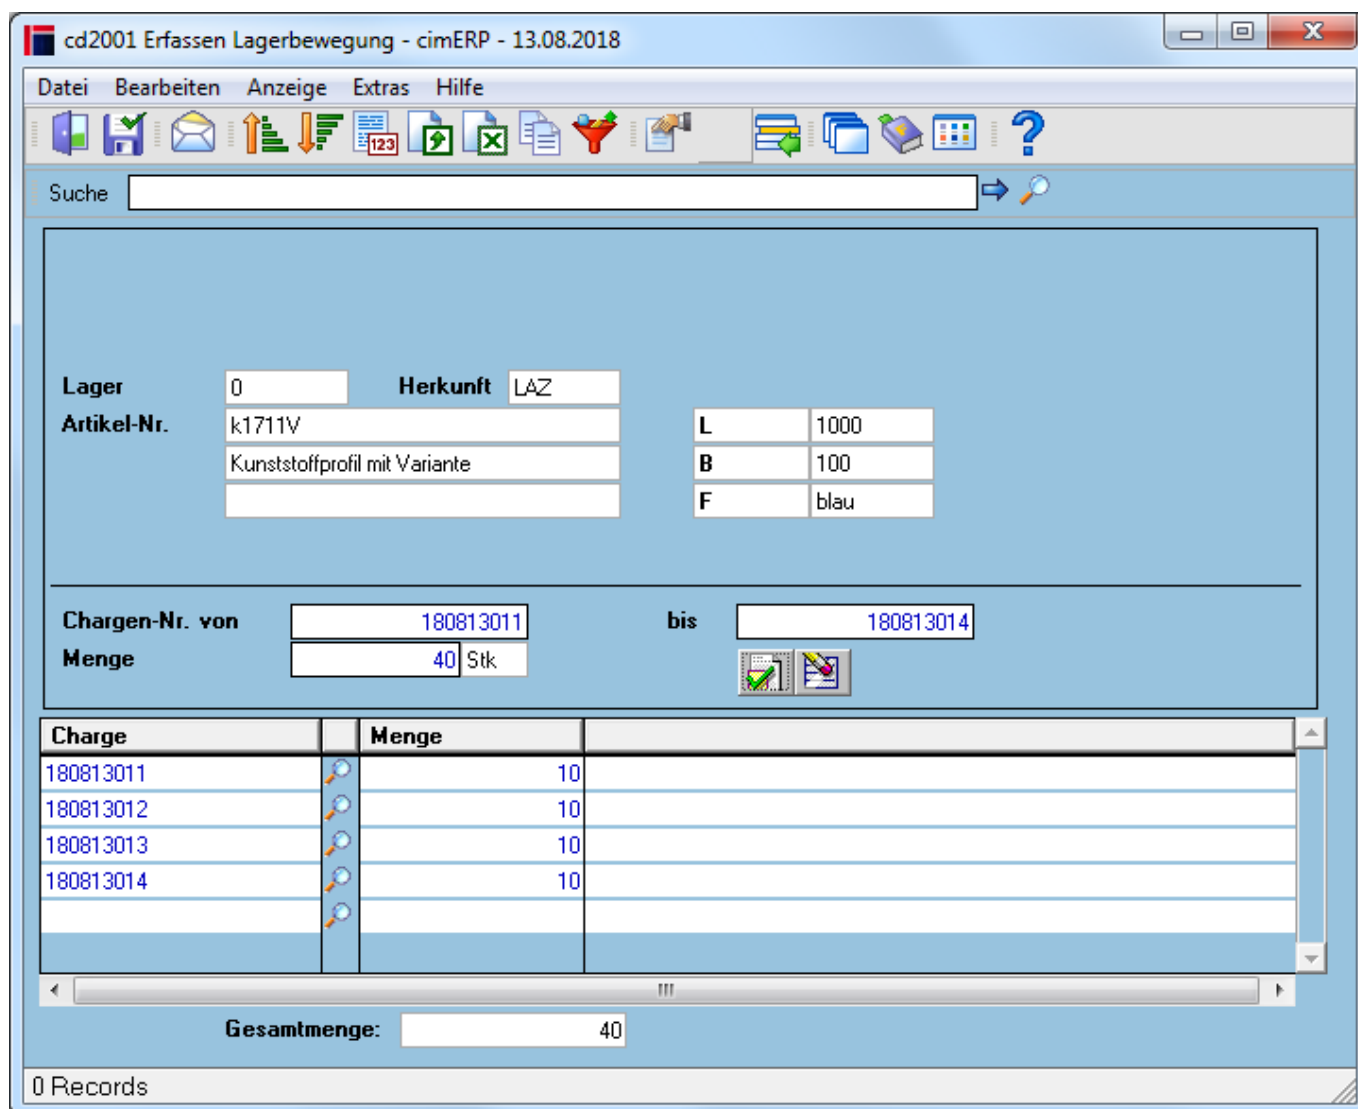 cd2001 Erfassen Lagerbewegung - cimERP - 13.08.2018
Datei Bearbeiten Anzeige Extras Hilfe
123
Suche
Lager 0 Herkunft LAZ
Artikel-Nr. k1711V L 1000
Kunststoffprofil mit Variante B 100
F blau
Chargen-Nr. von 180813011 bis 180813014
Menge 40 Stk
Charge Menge
180813011 10
180813012 10
180813013 10
180813014 10
Gesamtmenge: 40
0 Records